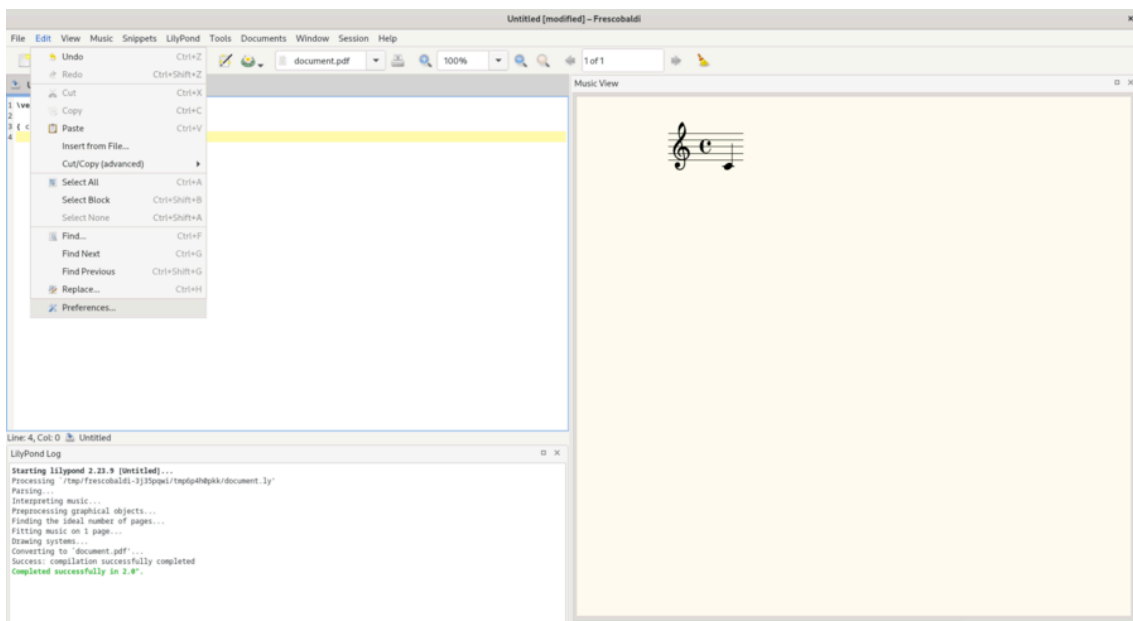 Untitled [modified] – Frescobaldi
File Edit View Music Snippets LilyPond Tools Documents Window Session Help
document.pdf 100% 1 of 1
Undo Ctrl+Z
Redo Ctrl+Shift+Z
Cut Ctrl+X
Copy Ctrl+C
Paste Ctrl+V
Insert from File...
Cut/Copy (advanced)
Select All Ctrl+A
Select Block Ctrl+Shift+B
Select None Ctrl+Shift+A
Find... Ctrl+F
Find Next Ctrl+G
Find Previous Ctrl+Shift+G
Replace... Ctrl+H
Preferences...
1 \ve
2
3 { c
4
Music View
Line: 4, Col: 0 Untitled
LilyPond Log
Starting lilypond 2.23.9 [Untitled]...
Processing `/tmp/frescobaldi-3j35pqwi/tmp6p4h0pkk/document.ly'
Parsing...
Interpreting music...
Preprocessing graphical objects...
Finding the ideal number of pages...
Fitting music on 1 page...
Drawing systems...
Converting to `document.pdf'...
Success: compilation successfully completed
Completed successfully in 2.0".